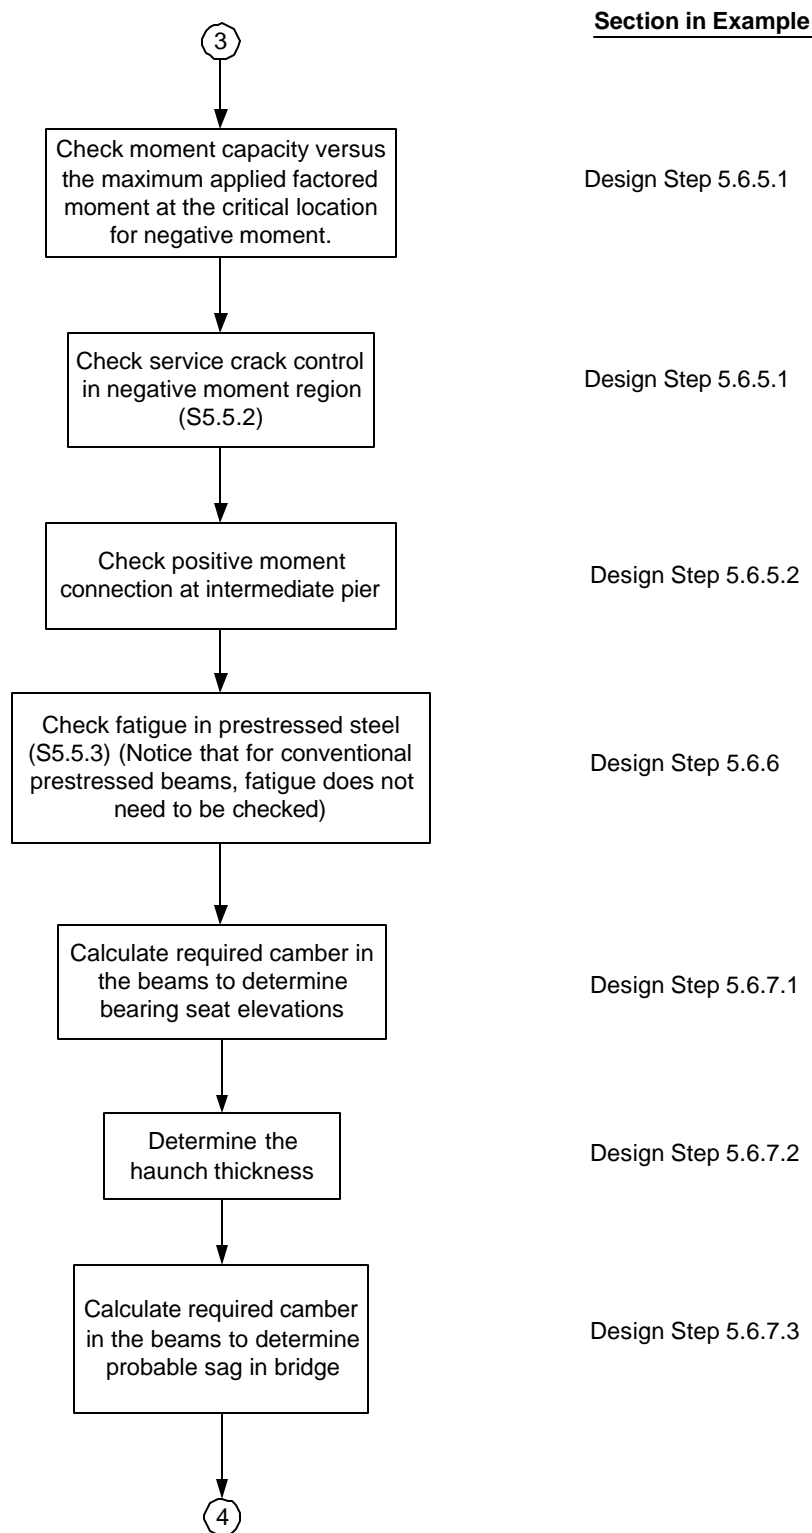 Section in Example
3
Check moment capacity versus
the maximum applied factored
moment at the critical location
for negative moment.
Design Step 5.6.5.1
Check service crack control
in negative moment region
(S5.5.2)
Design Step 5.6.5.1
Check positive moment
connection at intermediate pier
Design Step 5.6.5.2
Check fatigue in prestressed steel
(S5.5.3) (Notice that for conventional
prestressed beams, fatigue does not
need to be checked)
Design Step 5.6.6
Calculate required camber in
the beams to determine
bearing seat elevations
Design Step 5.6.7.1
Determine the
haunch thickness
Design Step 5.6.7.2
Calculate required camber
in the beams to determine
probable sag in bridge
Design Step 5.6.7.3
4